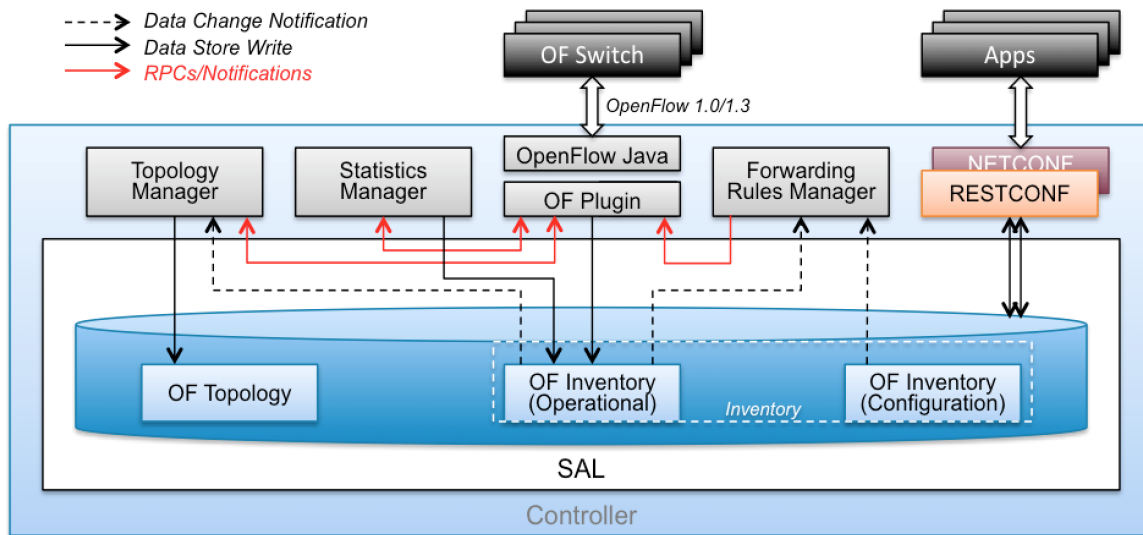 Data Change Notification
Data Store Write
RPCs/Notifications
OF Switch
Apps
OpenFlow 1.0/1.3
Topology
Manager
Statistics
Manager
OpenFlow Java
OF Plugin
Forwarding
Rules Manager
NETCONF
RESTCONF
OF Topology
OF Inventory
(Operational)
Inventory
OF Inventory
(Configuration)
SAL
Controller